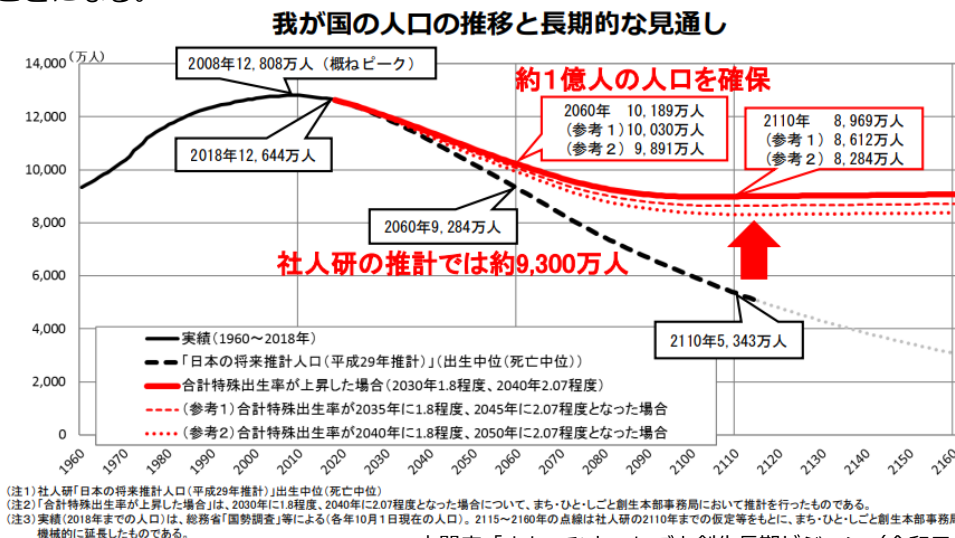 ことになる。
我が国の人口の推移と長期的な見通し
(万人)
14,000
12,000
10,000
8,000
6,000
4,000
2,000
0
2008年12,808万人（概ねピーク）
2018年12,644万人
約１億人の人口を確保
2060年 10,189万人
（参考１）10,030万人
（参考２） 9,891万人
2110年 8,969万人
（参考１）8,612万人
（参考２）8,284万人
2060年9,284万人
社人研の推計では約9,300万人
2110年5,343万人
実績（1960～2018年）
「日本の将来推計人口（平成29年推計）」（出生中位（死亡中位））
合計特殊出生率が上昇した場合（2030年1.8程度、2040年2.07程度）
（参考１）合計特殊出生率が2035年に1.8程度、2045年に2.07程度となった場合
（参考２）合計特殊出生率が2040年に1.8程度、2050年に2.07程度となった場合
1960 1970 1980 1990 2000 2010 2020 2030 2040 2050 2060 2070 2080 2090 2100 2110 2120 2130 2140 2150 2160
（注1）社人研「日本の将来推計人口（平成29年推計）」出生中位（死亡中位）
（注2）「合計特殊出生率が上昇した場合」は、2030年に1.8程度、2040年に2.07程度となった場合について、まち・ひと・しごと創生本部事務局において推計を行ったものである。
（注3）実績（2018年までの人口）は、総務省「国勢調査」等による（各年10月1日現在の人口）。2115～2160年の点線は社人研の2110年までの仮定等をもとに、まち・ひと・しごと創生本部事務局
機械的に延長したものである。